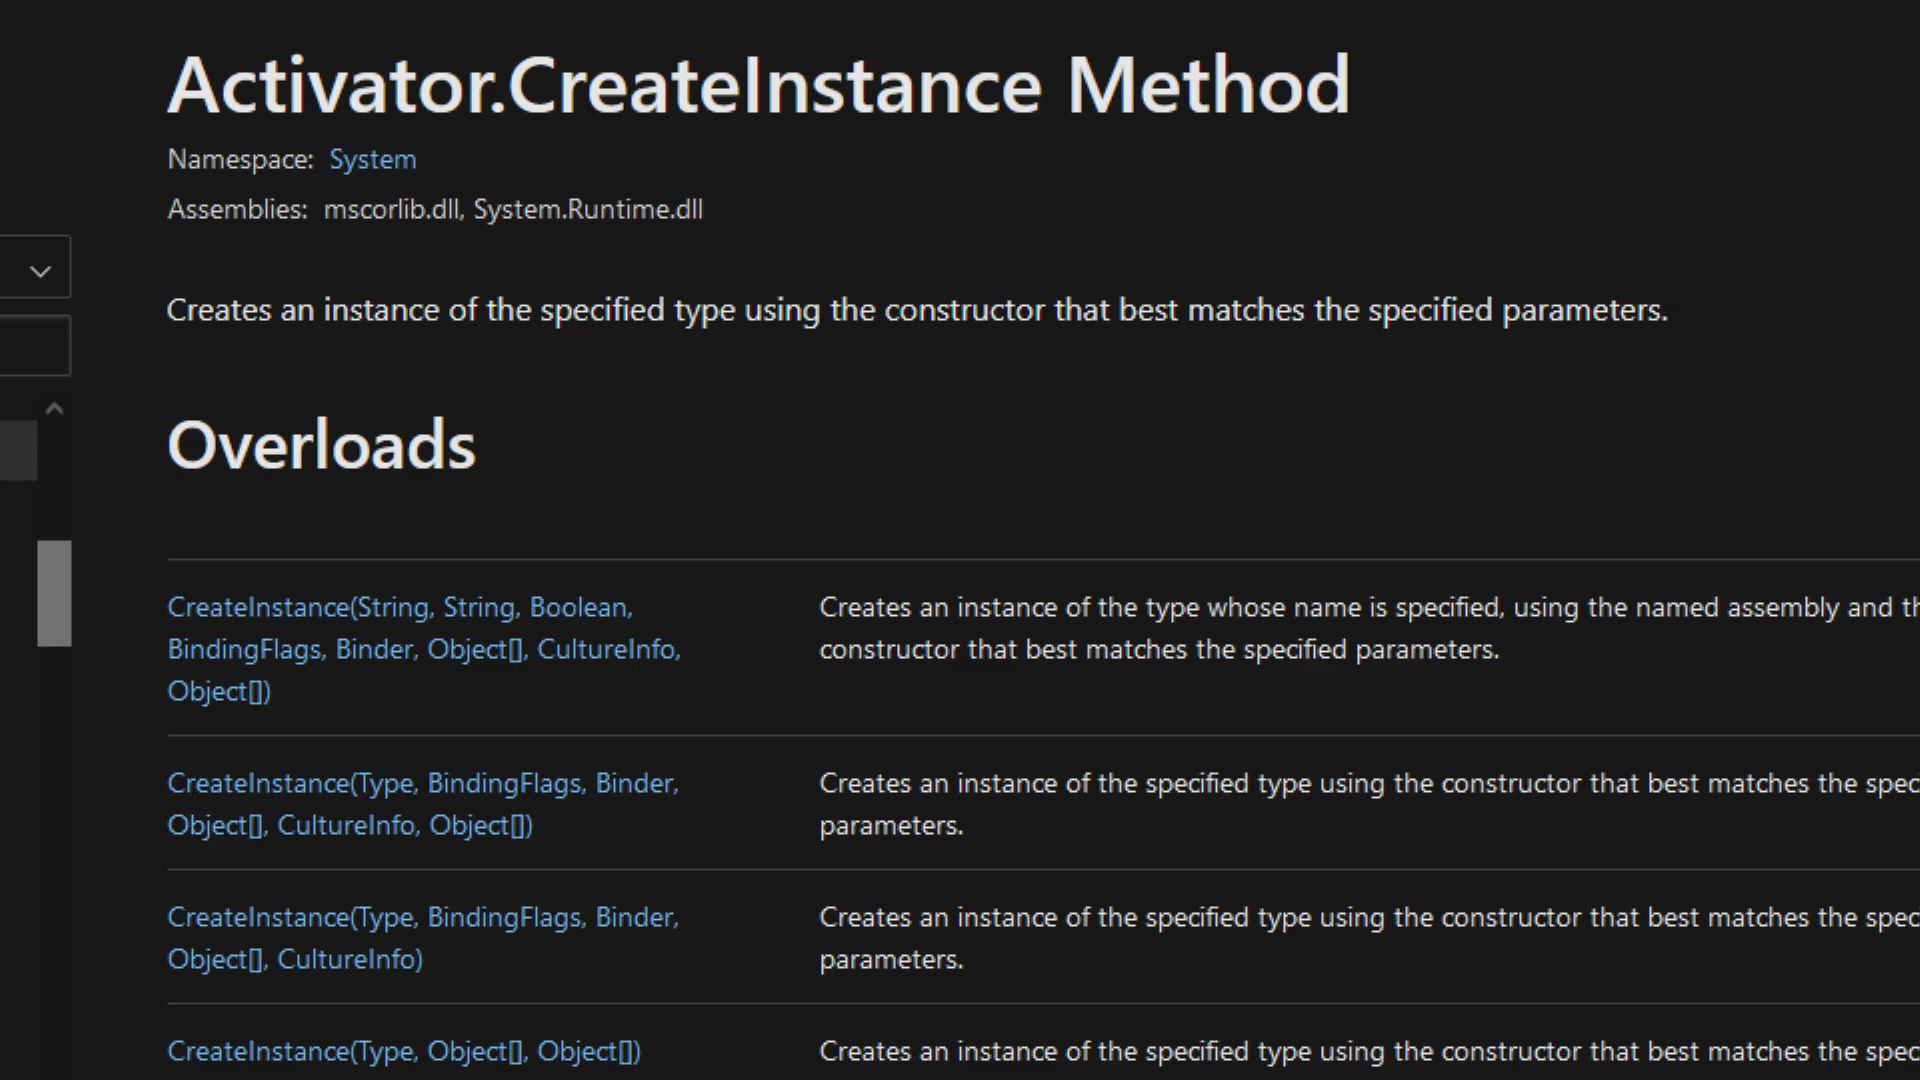 Activator.CreateInstance Method
Namespace: System
Assemblies: mscorlib.dll, System.Runtime.dll
Creates an instance of the specified type using the constructor that best matches the specified parameters.
Overloads
CreateInstance(String, String, Boolean,
BindingFlags, Binder, Object[], CultureInfo,
Object[])
Creates an instance of the type whose name is specified, using the named assembly and
constructor that best matches the specified parameters.
CreateInstance(Type, BindingFlags, Binder,
Object[], CultureInfo, Object[])
Creates an instance of the specified type using the constructor that best matches the
parameters.
CreateInstance(Type, BindingFlags, Binder,
Object[], CultureInfo)
Creates an instance of the specified type using the constructor that best matches the
parameters.
CreateInstance(Type, Object[], Object[])
Creates an instance of the specified type using the constructor that best matches the